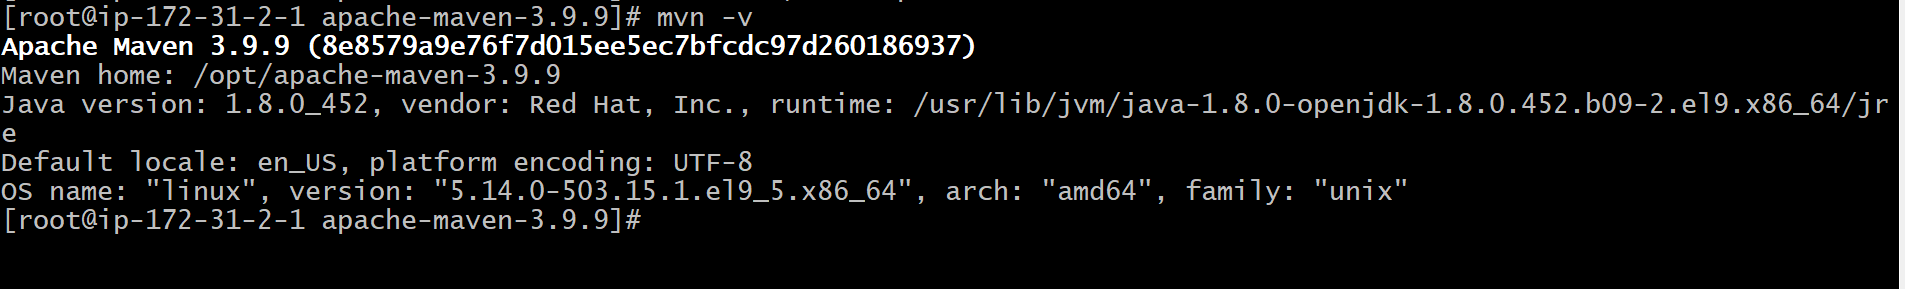 [root@ip-172-31-2-1 apache-maven-3.9.9]# mvn -v
Apache Maven 3.9.9 (8e8579a9e76f7d015ee5ec7bfcdc97d260186937)
Maven home: /opt/apache-maven-3.9.9
Java version: 1.8.0_452, vendor: Red Hat, Inc., runtime: /usr/lib/jvm/java-1.8.0-openjdk-1.8.0.452.b09-2.el9.x86_64/jr
e
Default locale: en_US, platform encoding: UTF-8
OS name: "linux", version: "5.14.0-503.15.1.el9_5.x86_64", arch: "amd64", family: "unix"
[root@ip-172-31-2-1 apache-maven-3.9.9]#